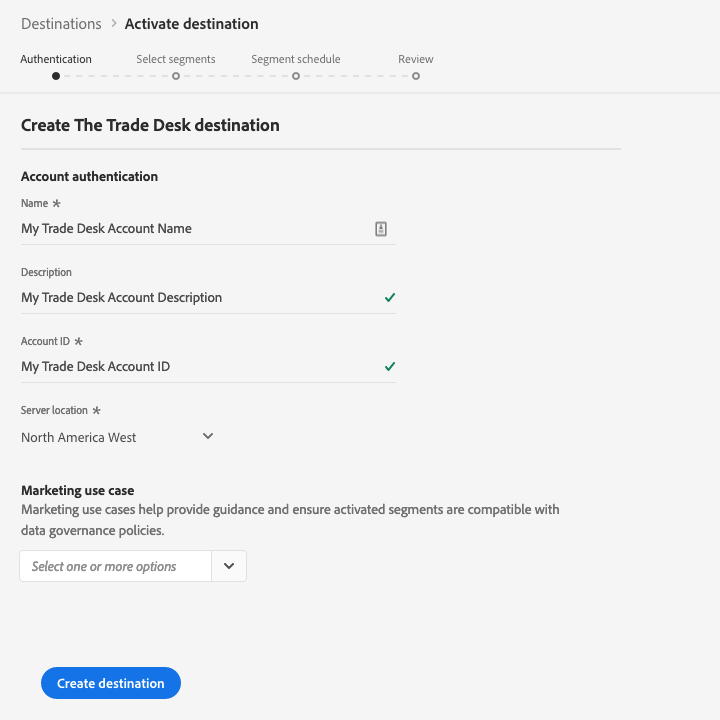 Destinations > Activate destination
Authentication Select segments Segment schedule Review
Create The Trade Desk destination
Account authentication
Name *
My Trade Desk Account Name
Description
My Trade Desk Account Description
Account ID *
My Trade Desk Account ID
Server location *
North America West
Marketing use case
Marketing use cases help provide guidance and ensure activated segments are compatible with
data governance policies.
Select one or more options
Create destination